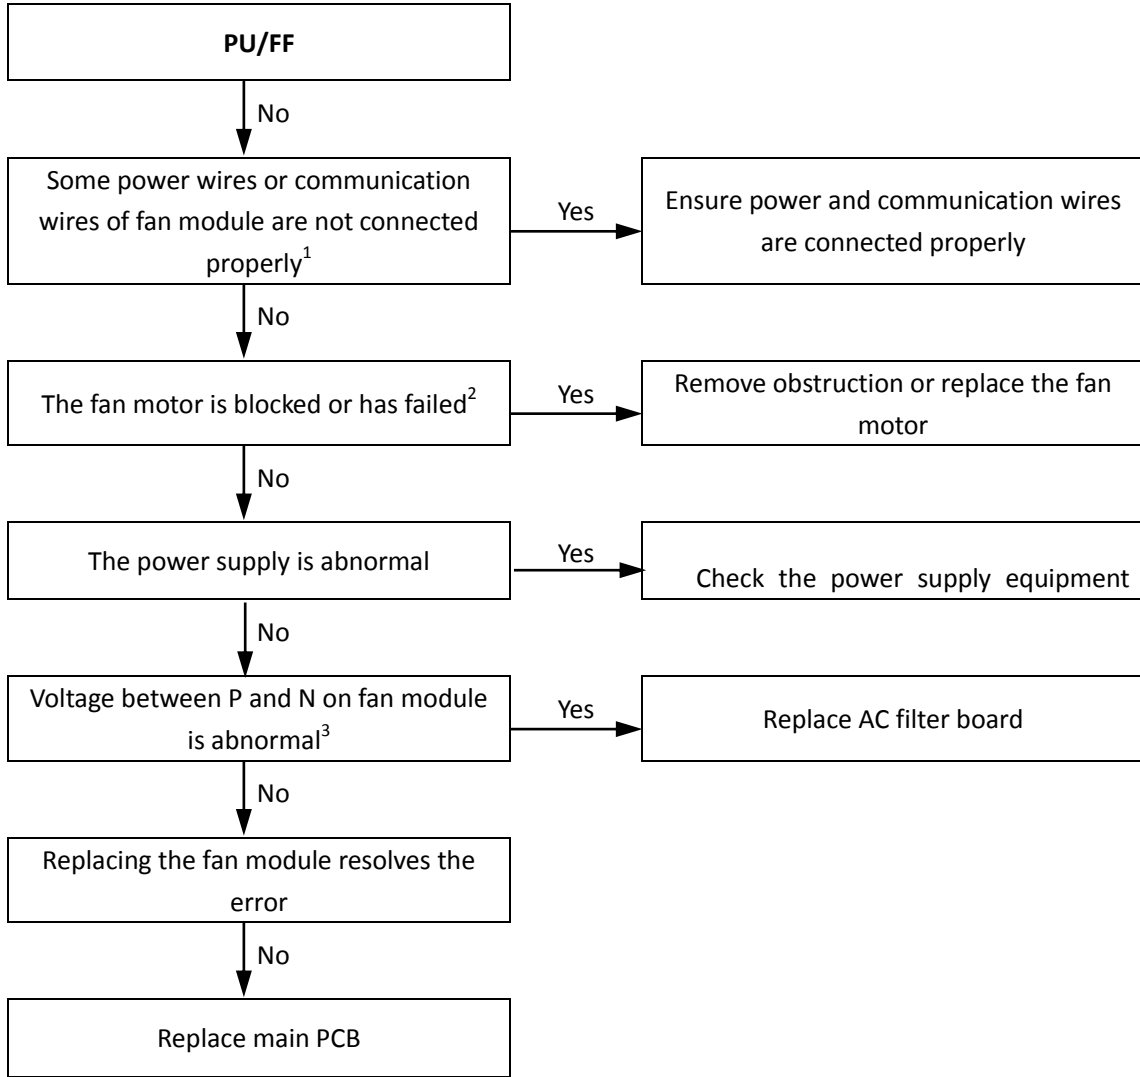 PU/FF
No
Some power wires or communication
wires of fan module are not connected
properly1
Yes
Ensure power and communication wires
are connected properly
No
The fan motor is blocked or has failed2
Yes
Remove obstruction or replace the fan
motor
No
The power supply is abnormal
Yes
Check the power supply equipment
No
Voltage between P and N on fan module
is abnormal3
Yes
Replace AC filter board
No
Replacing the fan module resolves the
error
No
Replace main PCB